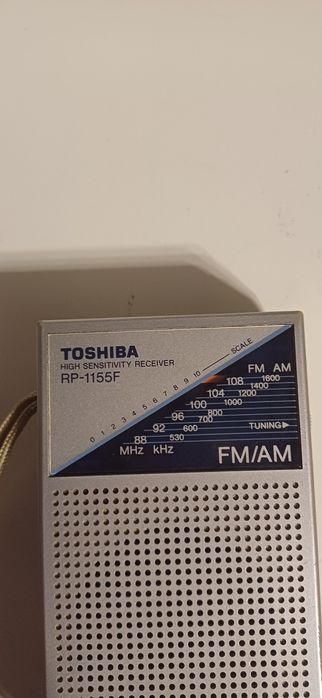 TOSHIBA
HIGH SENSITIVITY RECEIVER
RP-1155F
0 1 2 3 4 5 6 7 8 9 10 SCALE
FM AM
108 1600
104 1400
1200
100 1000
96 800
700
92 600
88 530
MHz kHz
TUNING▶
FM/AM